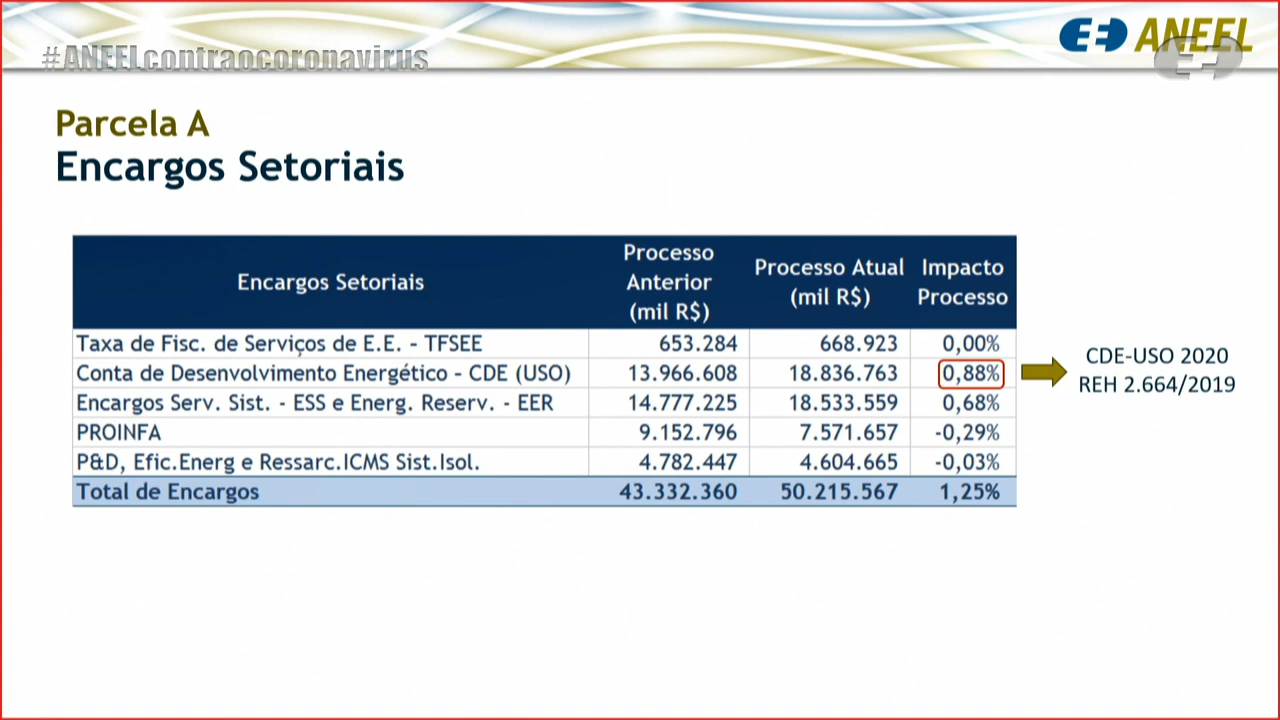 #ANEELcontraocoronavirus
ANEEL
Parcela A
Encargos Setoriais
Encargos Setoriais Processo Anterior (mil R$) Processo Atual (mil R$) Impacto Processo
Taxa de Fisc. de Serviços de E.E. - TFSEE 653.284 668.923 0,00%
Conta de Desenvolvimento Energético - CDE (USO) 13.966.608 18.836.763 0,88%
Encargos Serv. Sist. - ESS e Energ. Reserv. - EER 14.777.225 18.533.559 0,68%
PROINFA 9.152.796 7.571.657 -0,29%
P&D, Efic.Energ e Ressarc.ICMS Sist.Isol. 4.782.447 4.604.665 -0,03%
Total de Encargos 43.332.360 50.215.567 1,25%
CDE-USO 2020
REH 2.664/2019